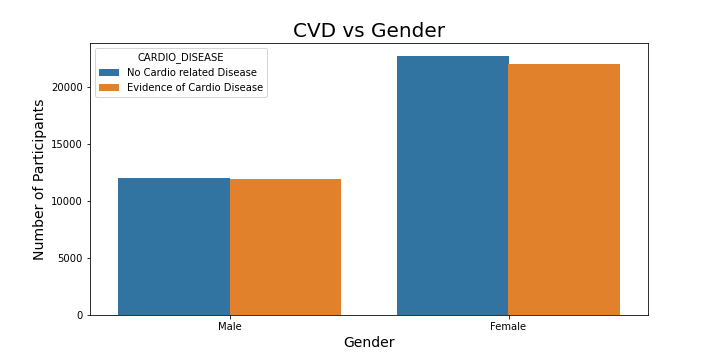 CVD vs Gender
CARDIO_DISEASE
No Cardio related Disease
Evidence of Cardio Disease
Number of Participants
20000
15000
10000
5000
0
Male Female
Gender